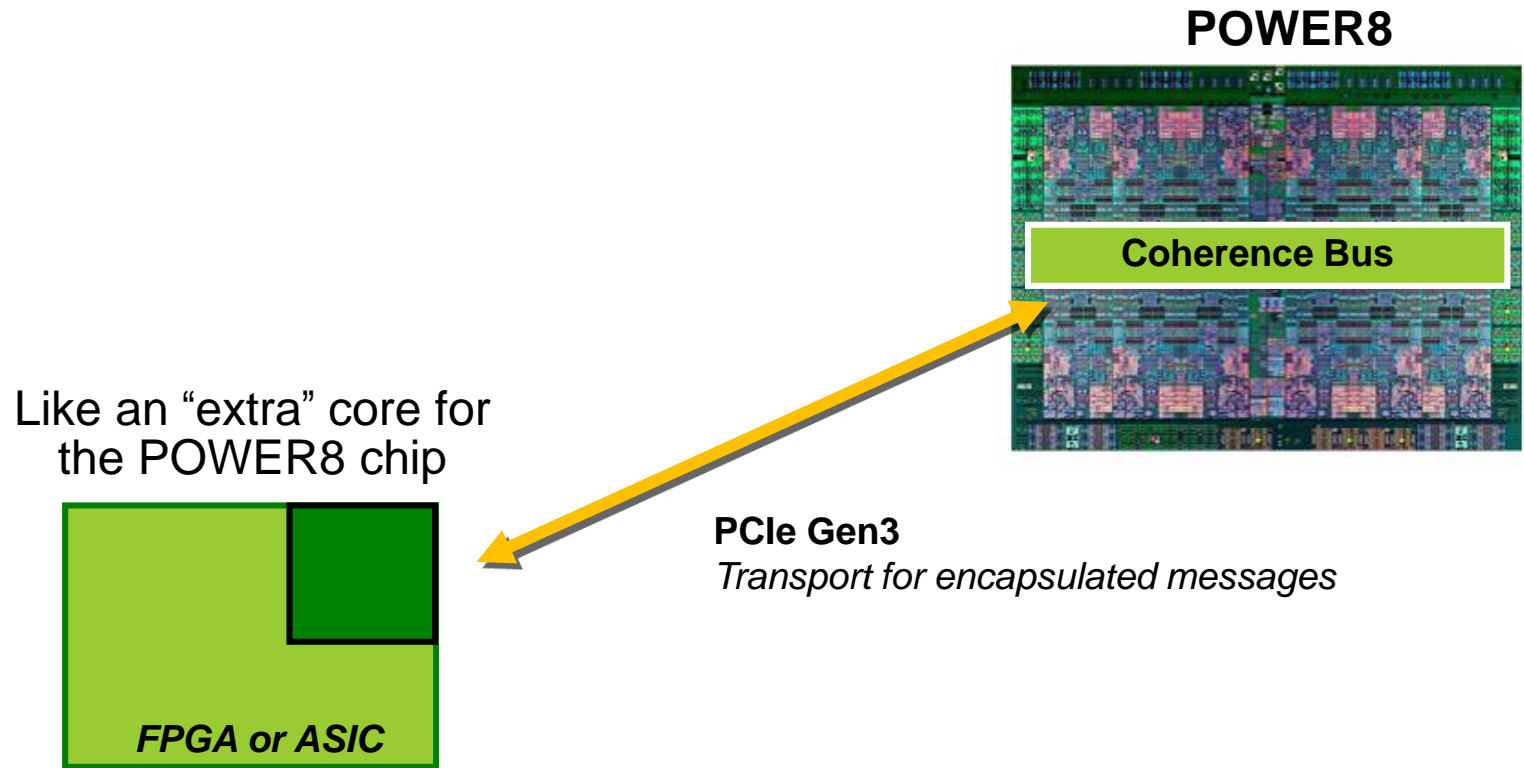 POWER8
Coherence Bus
Like an “extra” core for
the POWER8 chip
PCIe Gen3
Transport for encapsulated messages
FPGA or ASIC